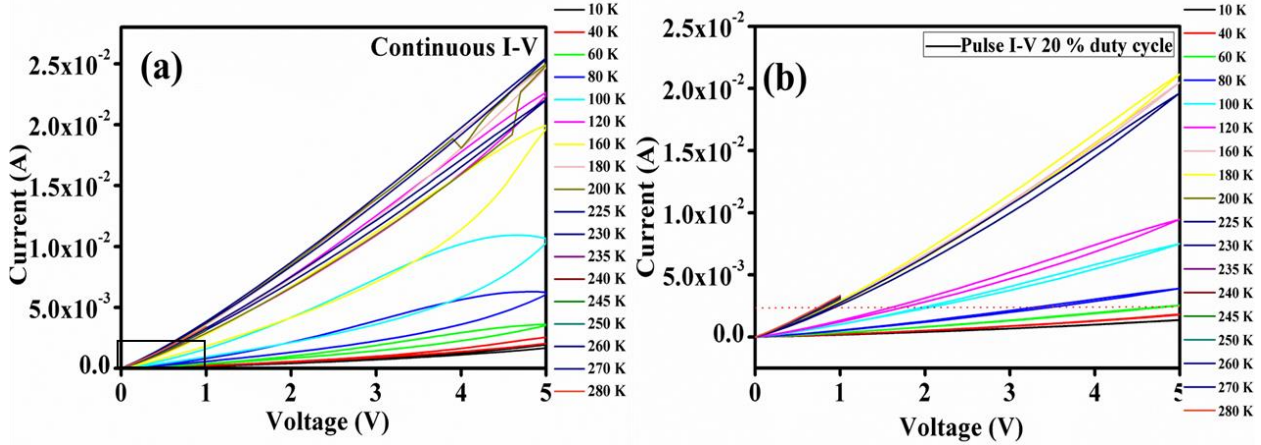 (a)
Continuous I-V
Current (A)
2.5x10-2
2.0x10-2
1.5x10-2
1.0x10-2
5.0x10-3
0.0
0 1 2 3 4 5
Voltage (V)
10 K
40 K
60 K
80 K
100 K
120 K
160 K
180 K
200 K
225 K
230 K
235 K
240 K
245 K
250 K
260 K
270 K
280 K
(b)
Pulse I-V 20 % duty cycle
Current (A)
2.5x10-2
2.0x10-2
1.5x10-2
1.0x10-2
5.0x10-3
0.0
0 1 2 3 4 5
Voltage (V)
10 K
40 K
60 K
80 K
100 K
120 K
160 K
180 K
200 K
225 K
230 K
235 K
240 K
245 K
250 K
260 K
270 K
280 K